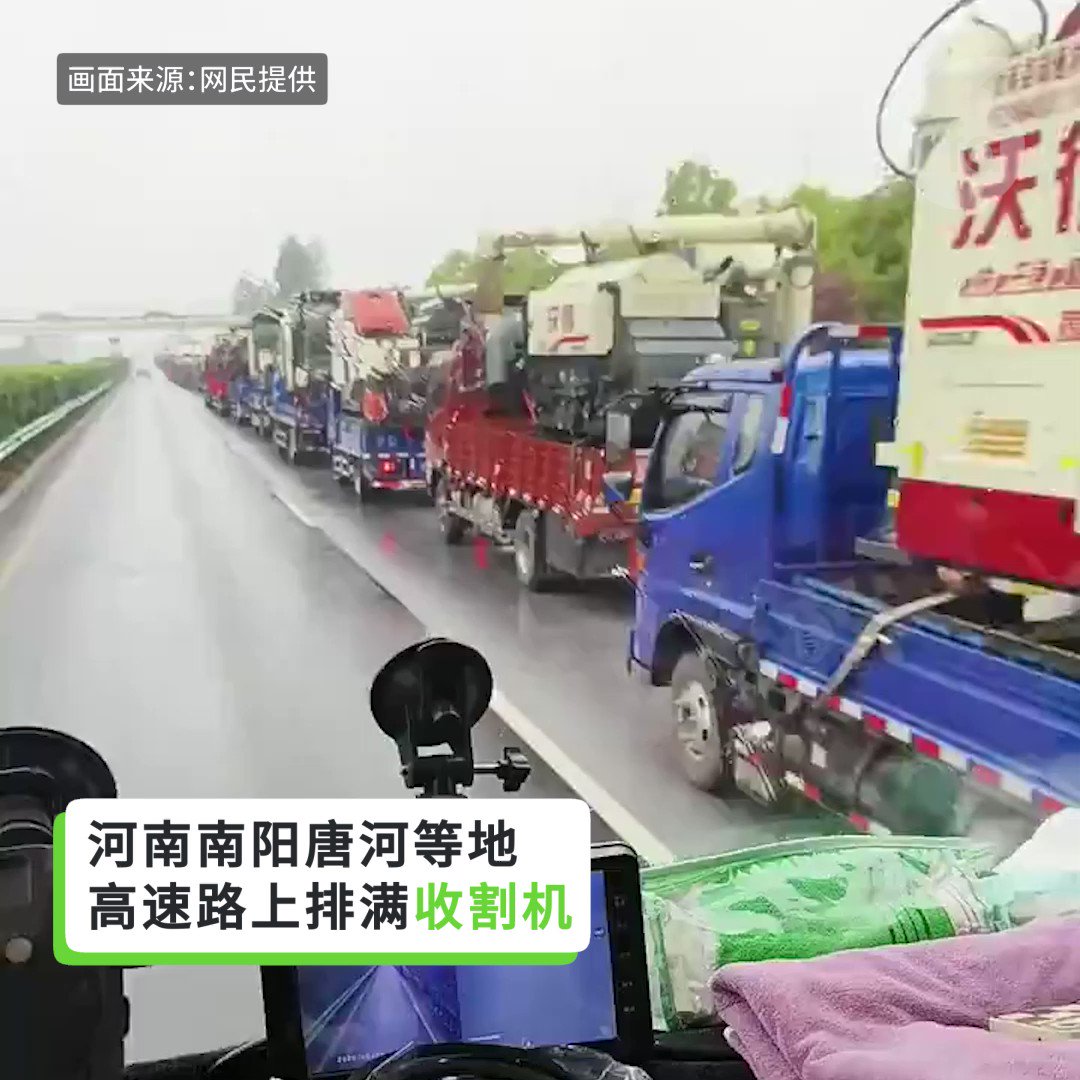 画面来源:网民提供
沃
河南南阳唐河等地
高速路上排满收割机